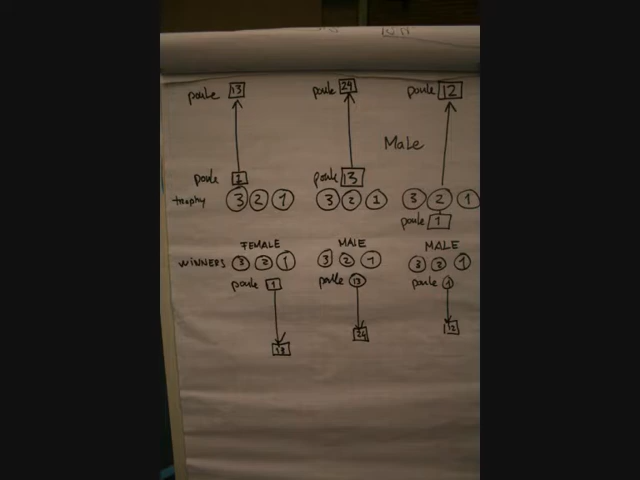 poule 13 poule 24 poule 12
Male
poule 1 poule 13
trophy 3 2 1 3 2 1 3 2 1
poule 1
FEMALE MALE MALE
WINNERS 3 2 1 3 2 1 3 2 1
poule 1 poule 13 poule 1
24 12